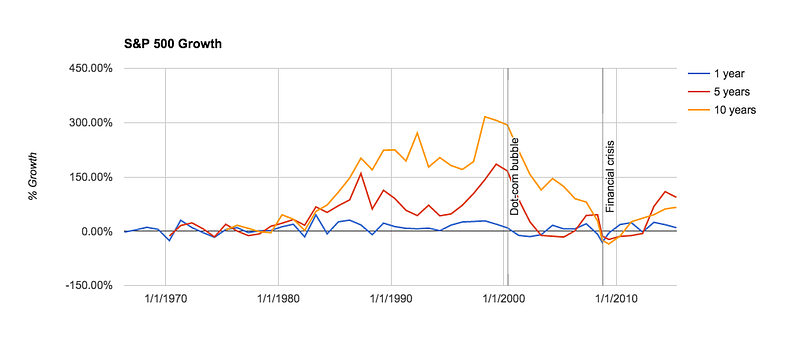 S&P 500 Growth
450.00%
300.00%
150.00%
0.00%
-150.00%
% Growth
1/1/1970
1/1/1980
1/1/1990
1/1/2000
1/1/2010
Dot-com bubble
Financial crisis
1 year
5 years
10 years